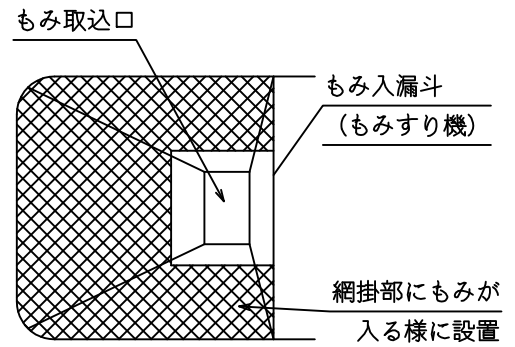 もみ取込口
もみ入漏斗
（もみすり機）
網掛部にもみが
入る様に設置